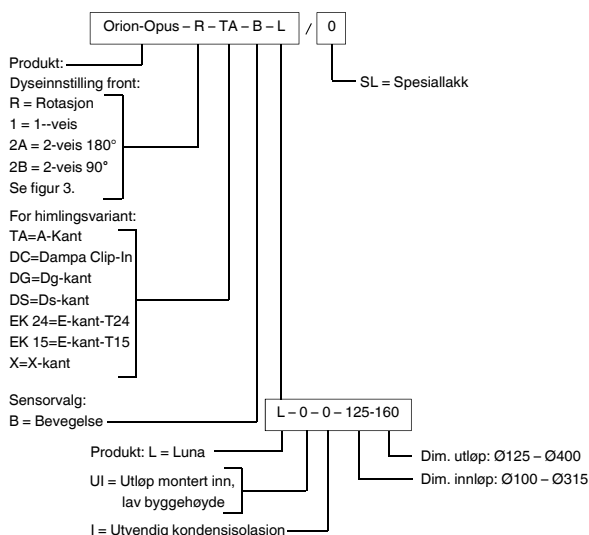 Orion-Opus – R – TA – B – L / 0
Produkt:
SL = Spesiallakk
Dyseinnstilling front:
R = Rotasjon
1 = 1--veis
2A = 2-veis 180°
2B = 2-veis 90°
Se figur 3.
For himlingsvariant:
TA=A-Kant
DC=Dampa Clip-In
DG=Dg-kant
DS=Ds-kant
EK 24=E-kant-T24
EK 15=E-kant-T15
X=X-kant
Sensorvalg:
B = Bevegelse
L – 0 – 0 – 125-160
Produkt: L = Luna
Dim. utløp: Ø125 – Ø400
Dim. innløp: Ø100 – Ø315
UI = Utløp montert inn,
lav byggehøyde
I = Utvendig kondensisolasion